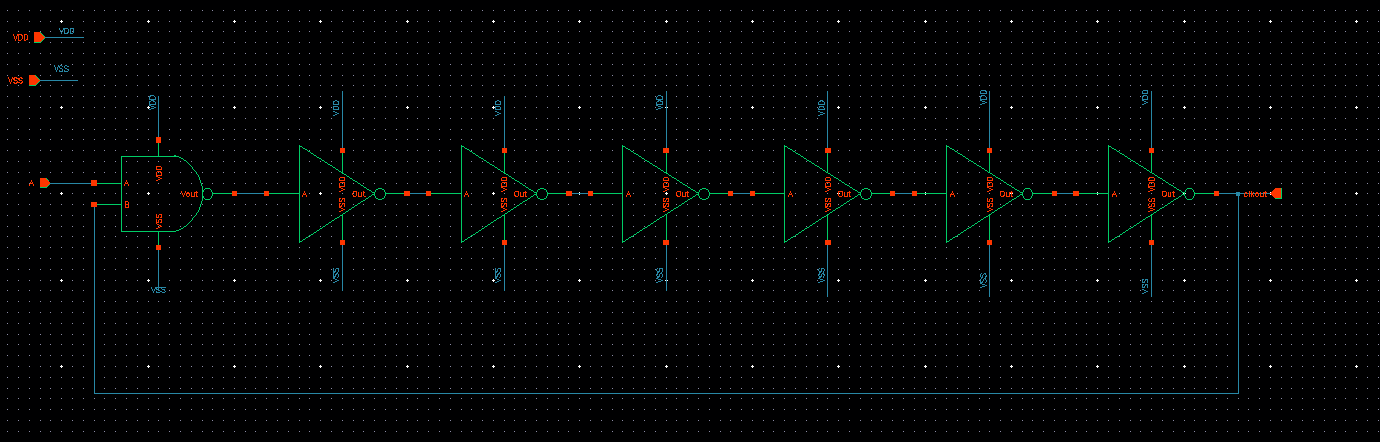 VDD VDD
VSS VSS
VDD VDD VDD VDD VDD VDD VDD
A A VDD Vout A VDD Out A VDD Out A VDD Out A VDD Out A VDD Out A VDD Out clkout
B VSS VSS VSS VSS VSS VSS VSS
VSS VSS VSS VSS VSS VSS VSS